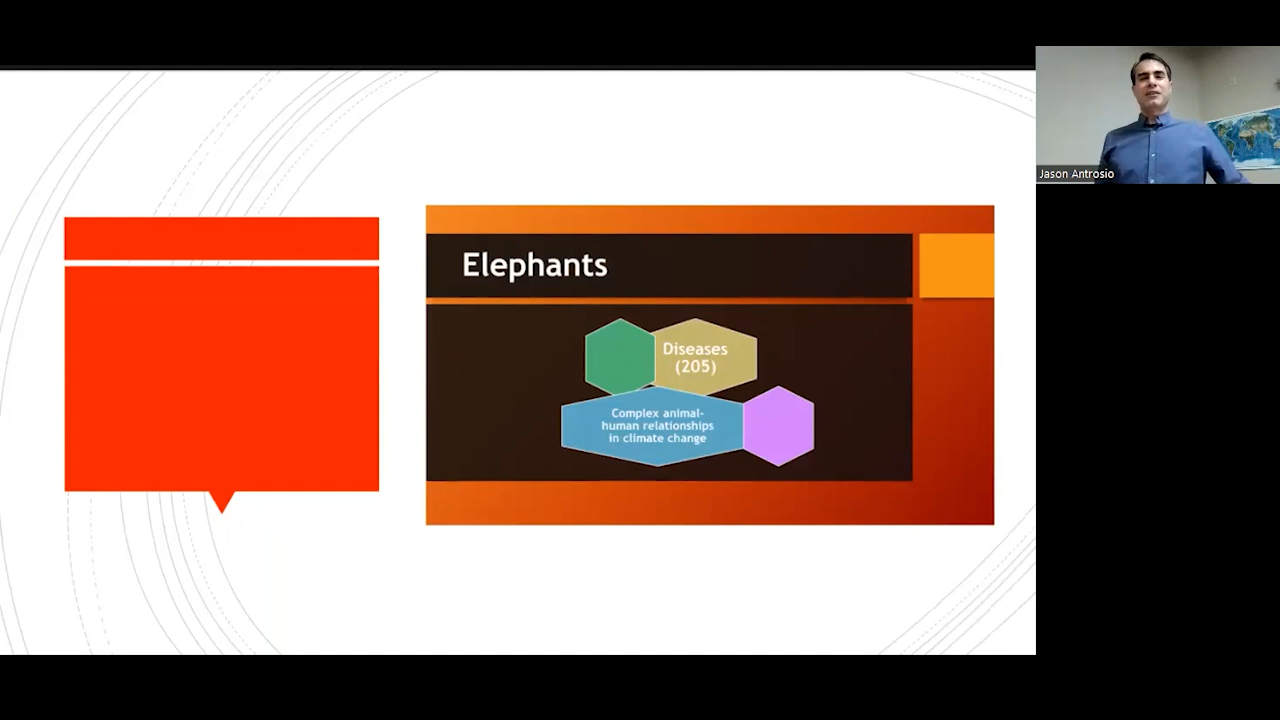 Elephants
Diseases
(205)
Complex animal-
human relationships
in climate change
Jason Antrosio